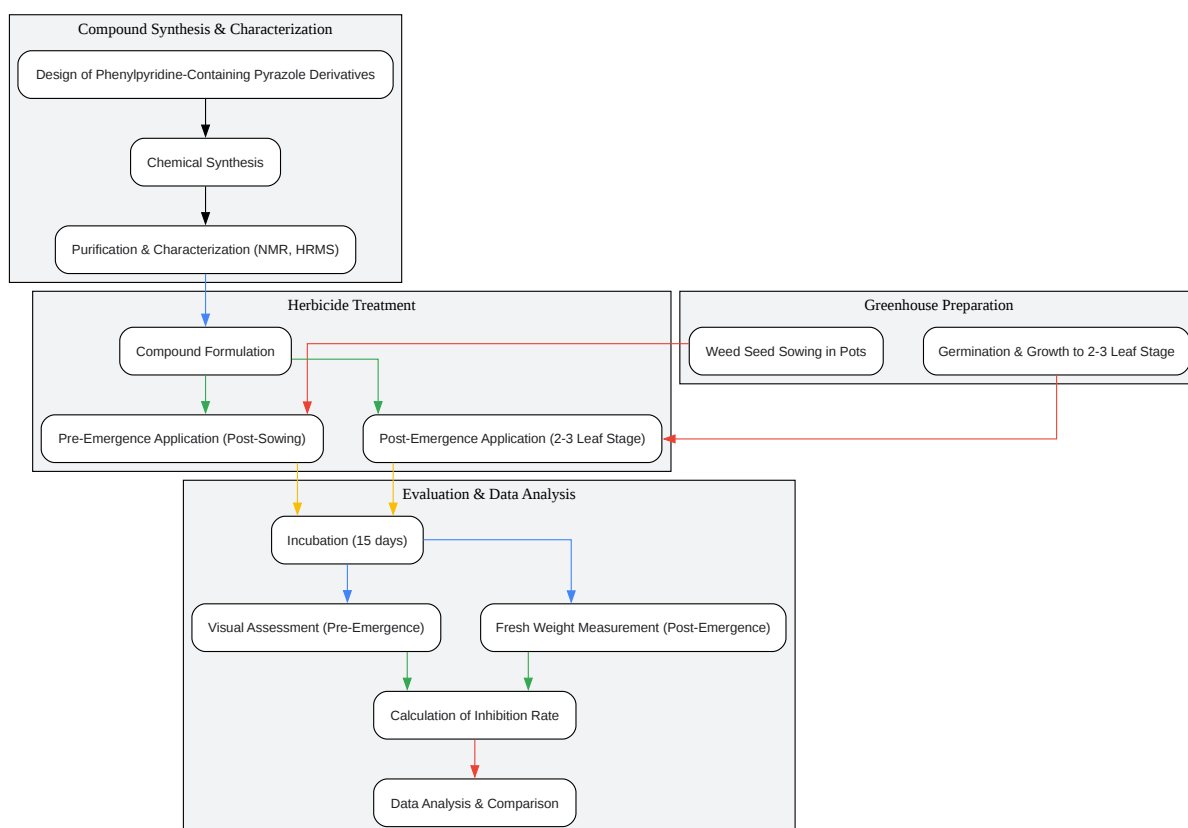 Compound Synthesis & Characterization
Design of Phenylpyridine-Containing Pyrazole Derivatives
Chemical Synthesis
Purification & Characterization (NMR, HRMS)
Herbicide Treatment
Greenhouse Preparation
Compound Formulation
Weed Seed Sowing in Pots
Germination & Growth to 2-3 Leaf Stage
Pre-Emergence Application (Post-Sowing)
Post-Emergence Application (2-3 Leaf Stage)
Evaluation & Data Analysis
Incubation (15 days)
Visual Assessment (Pre-Emergence)
Fresh Weight Measurement (Post-Emergence)
Calculation of Inhibition Rate
Data Analysis & Comparison